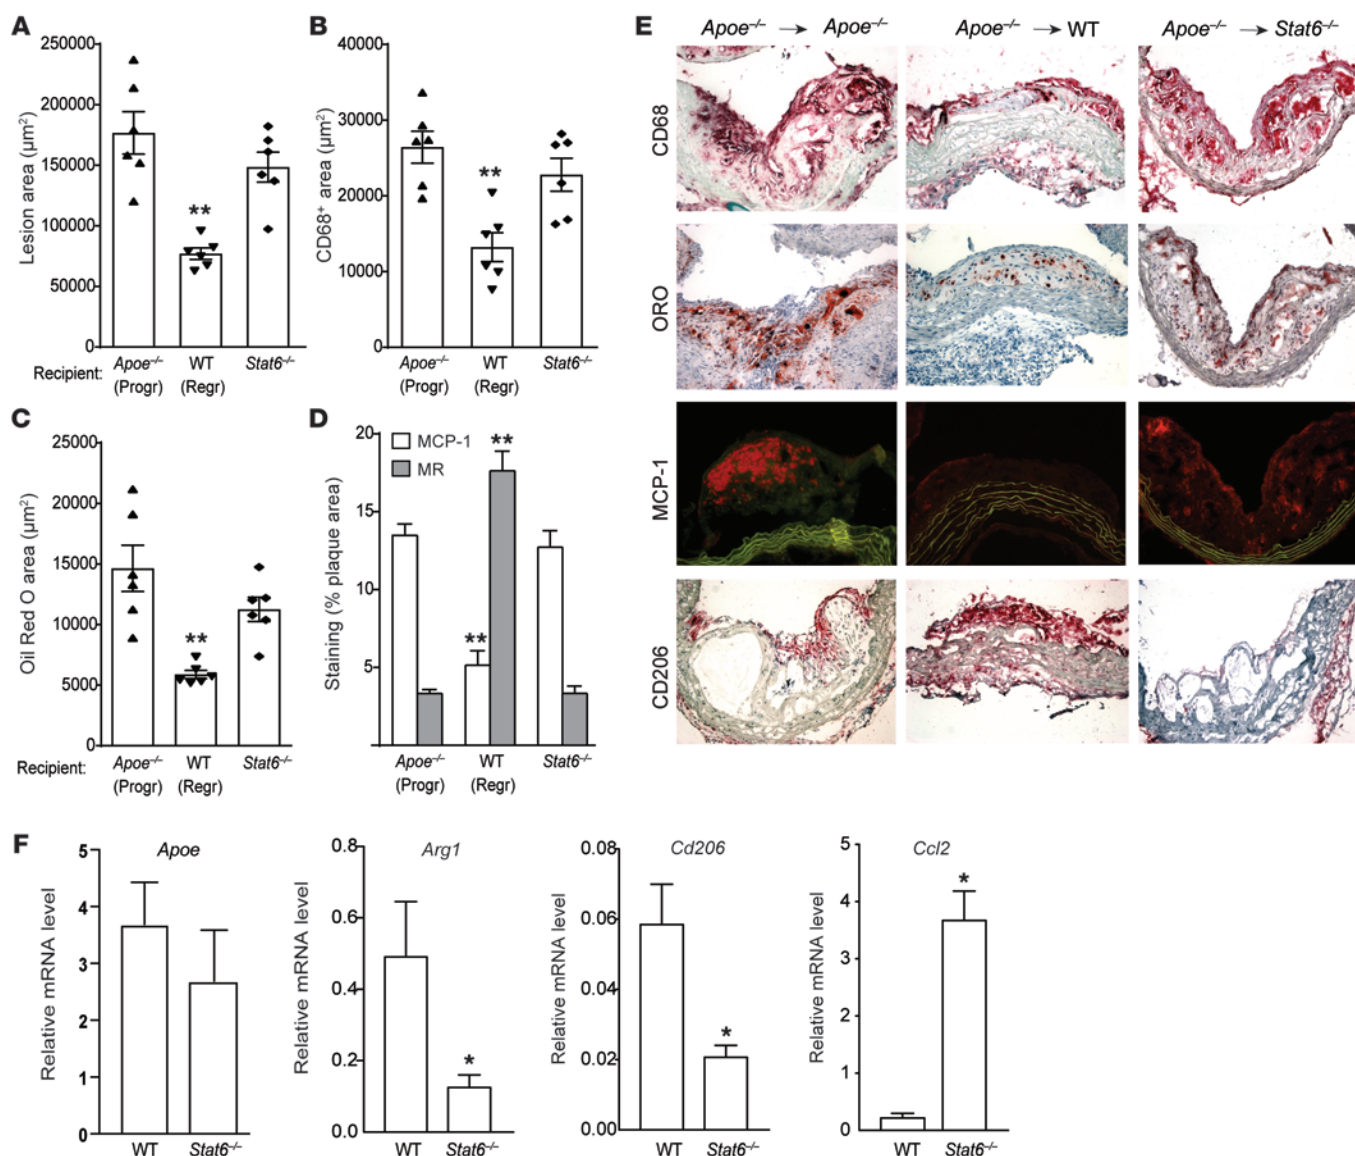 A
Lesion area (µm²)
250000
200000
150000
100000
50000
0
**
Recipient:
Apoe–/– WT Stat6–/–
(Progr) (Regr)
B
CD68⁺ area (µm²)
40000
30000
20000
10000
0
**
Apoe–/– WT Stat6–/–
(Progr) (Regr)
C
Oil Red O area (µm²)
25000
20000
15000
10000
5000
0
**
Recipient:
Apoe–/– WT Stat6–/–
(Progr) (Regr)
D
Staining (% plaque area)
20
15
10
5
0
MCP-1
MR
**
**
Apoe–/– WT Stat6–/–
(Progr) (Regr)
E
Apoe–/– → Apoe–/–
Apoe–/– → WT
Apoe–/– → Stat6–/–
CD68
ORO
MCP-1
CD206
F
Apoe
Relative mRNA level
5
4
3
2
1
0
WT Stat6–/–
Arg1
Relative mRNA level
0.8
0.6
0.4
0.2
0.0
*
WT Stat6–/–
Cd206
Relative mRNA level
0.08
0.06
0.04
0.02
0.00
*
WT Stat6–/–
Ccl2
Relative mRNA level
5
4
3
2
1
0
*
WT Stat6–/–